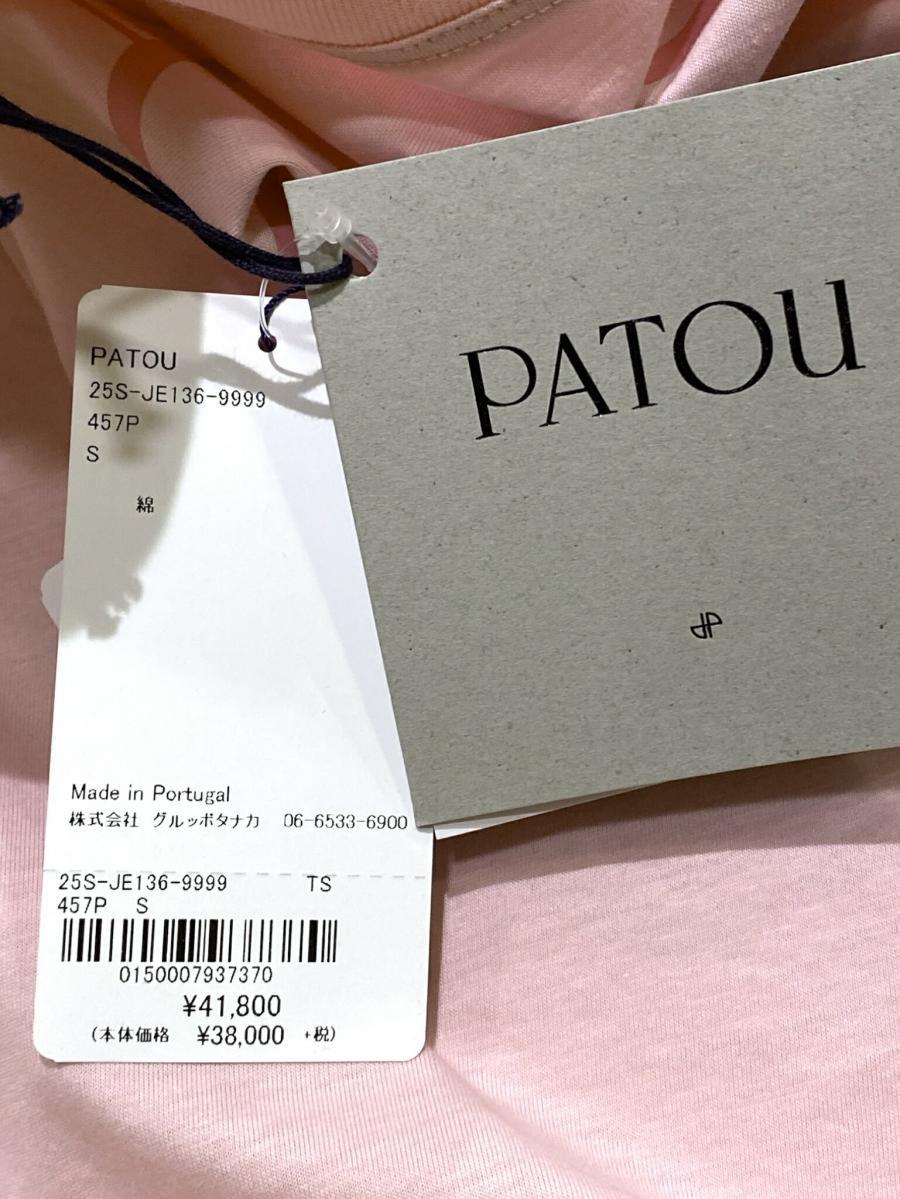 PATOU
25S-JE136-9999
457P
S
綿
Made in Portugal
株式会社 グルッポタナカ 06-6533-6900
25S-JE136-9999 TS
457P S
0150007937370
¥41,800
(本体価格 ¥38,000 +税)
PATOU
JP